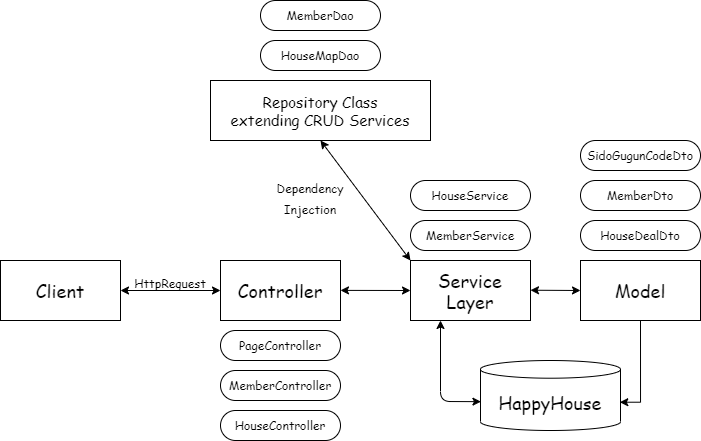 MemberDao
HouseMapDao
Repository Class
extending CRUD Services
Dependency
Injection
SidoGugunCodeDto
HouseService
MemberDto
MemberService
HouseDealDto
Client
HttpRequest
Controller
Service
Layer
Model
PageController
MemberController
HouseController
HappyHouse